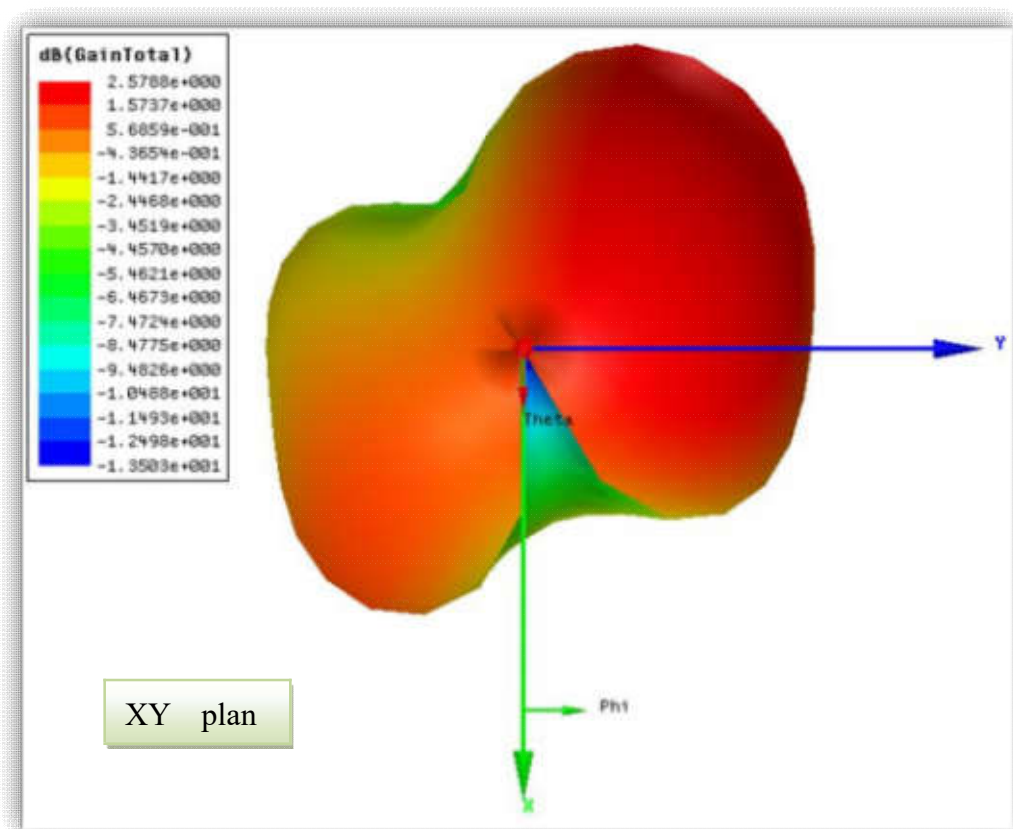 dB(GainTotal)
2.5788e+000
1.5737e+000
5.6859e-001
-4.3654e-001
-1.4417e+000
-2.4468e+000
-3.4519e+000
-4.4570e+000
-5.4621e+000
-6.4673e+000
-7.4724e+000
-8.4775e+000
-9.4826e+000
-1.0488e+001
-1.1493e+001
-1.2498e+001
-1.3503e+001
Y
Theta
Phi
XY plan
X